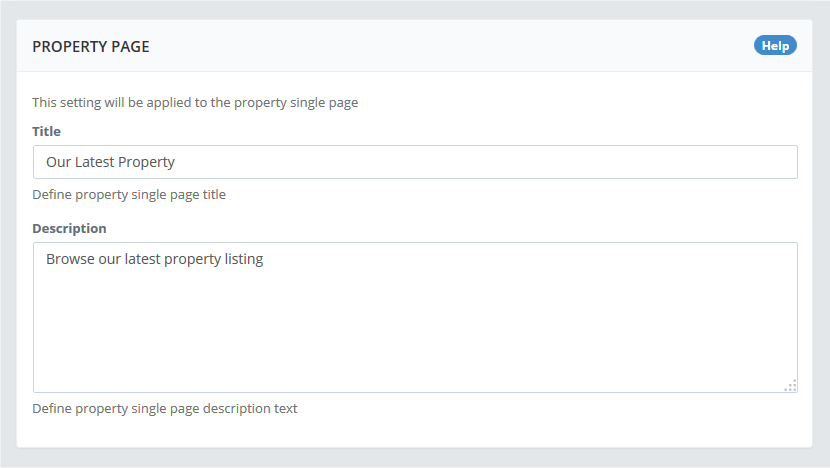 PROPERTY PAGE
Help
This setting will be applied to the property single page
Title
Our Latest Property
Define property single page title
Description
Browse our latest property listing
Define property single page description text